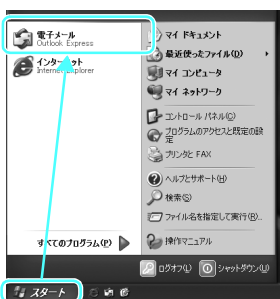 電子メール
Outlook Express
インターネット
Internet Explorer
すべてのプログラム(P)
マイ ドキュメント
最近使ったファイル(D)
マイ コンピュータ
マイ ネットワーク
コントロール パネル(C)
プログラムのアクセスと既定の設
定
プリンタと FAX
ヘルプとサポート(H)
検索(S)
ファイル名を指定して実行(R)...
操作マニュアル
ログオフ(L)
シャットダウン(U)
スタート